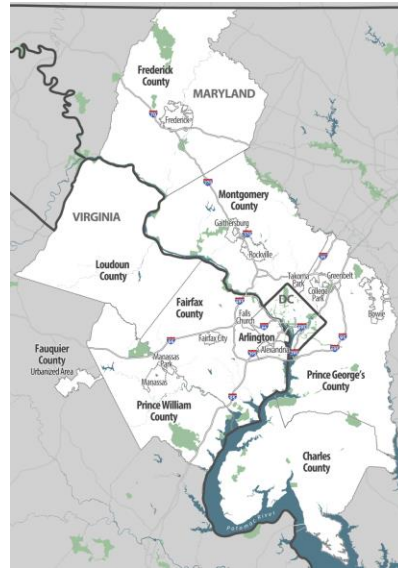 Frederick
County
MARYLAND
Frederick
Montgomery
County
Gaithersburg
VIRGINIA
Rockville
Loudoun
County
Takoma
Park
Greenbelt
College
Park
DC
Fairfax
County
Falls
Church
Bowie
Fairfax City
Arlington
Alexandria
Fauquier
County
Urbanized Area
Manassas
Park
Manassas
Prince George's
County
Prince William
County
Charles
County
Potomac River